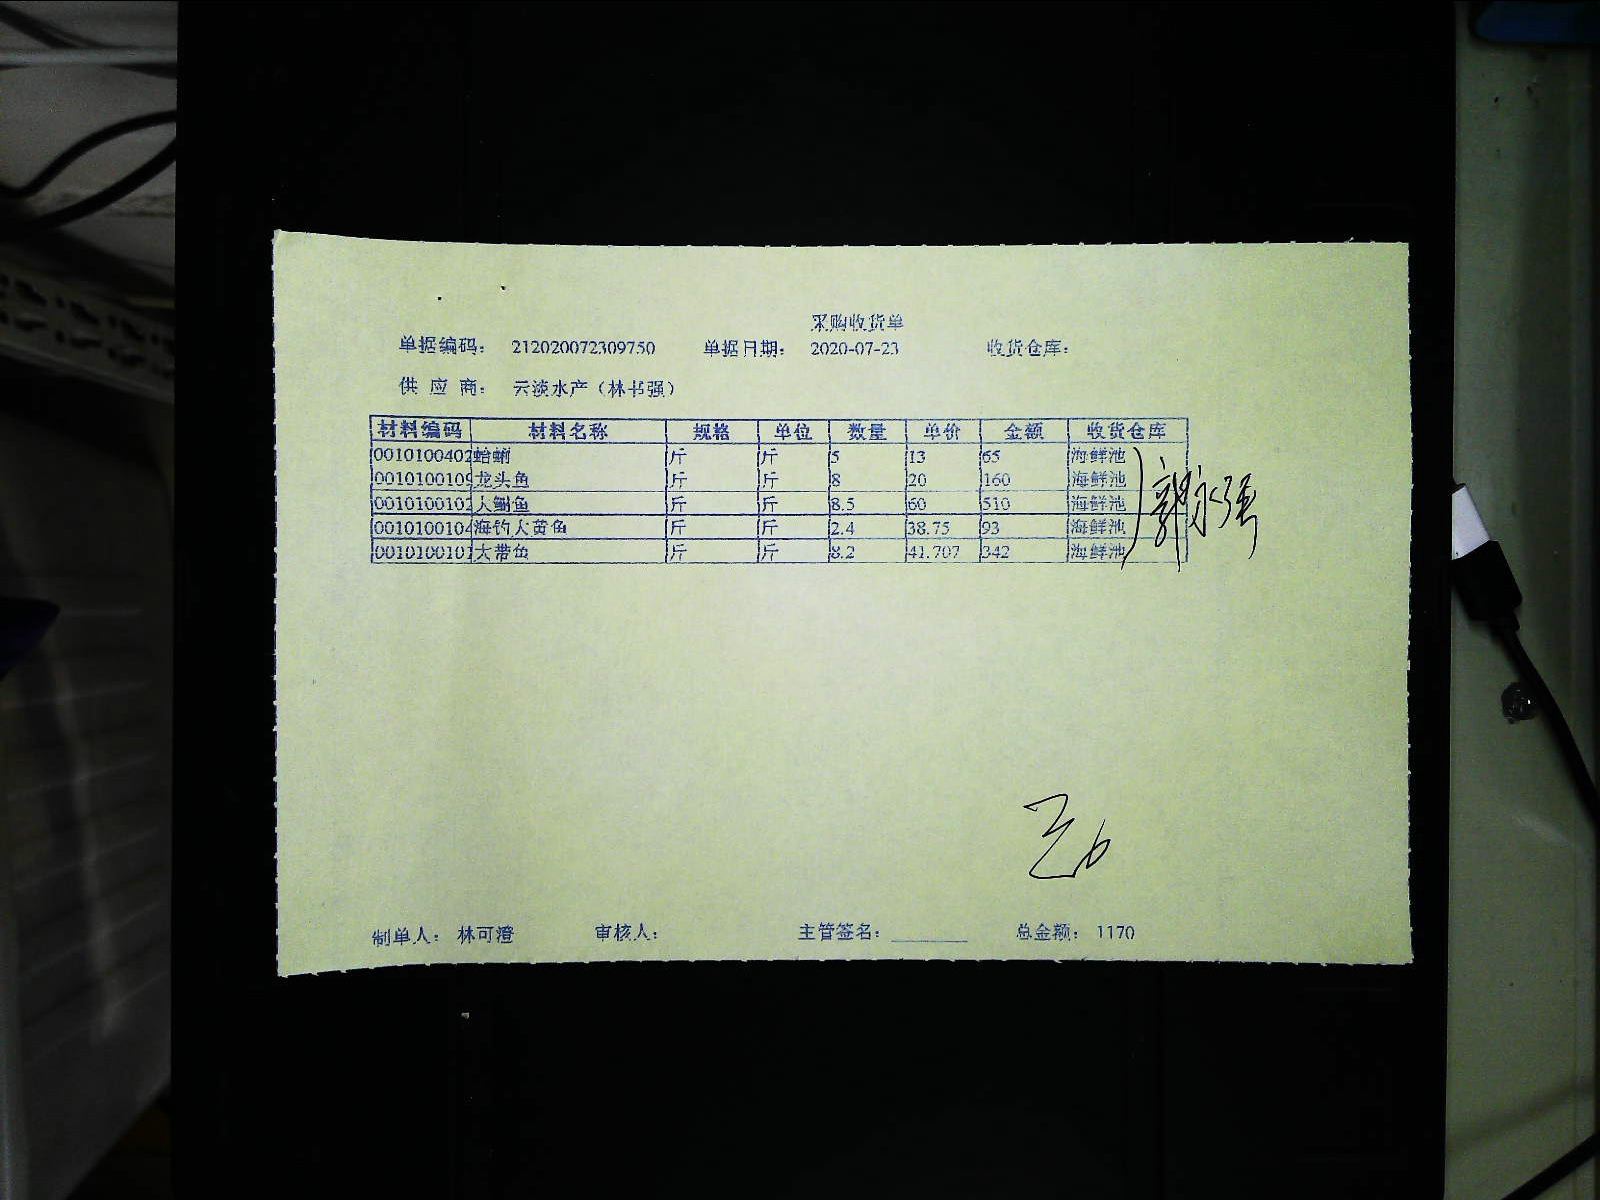 采购收货单
单据编码： 212020072309750 单据日期： 2020-07-23 收货仓库：
供 应 商： 云淡水产（林书强）
材料编码 材料名称 规格 单位 数量 单价 金额 收货仓库
0010100402 蛤蜊 斤 斤 5 13 65 海鲜池
0010100109 龙头鱼 斤 斤 8 20 160 海鲜池
0010100102 大鲳鱼 斤 斤 8.5 60 510 海鲜池
0010100104 海钓大黄鱼 斤 斤 2.4 38.75 93 海鲜池
0010100101 大带鱼 斤 斤 8.2 41.707 342 海鲜池
郭永强
制单人： 林可澄 审核人： 主管签名：________ 总金额： 1170